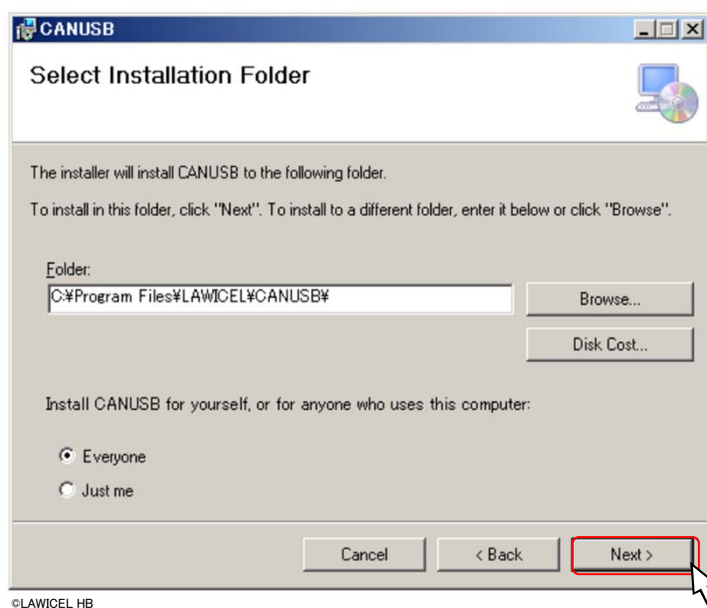 CANUSB
Select Installation Folder
The installer will install CANUSB to the following folder.
To install in this folder, click "Next". To install to a different folder, enter it below or click "Browse".
Folder:
C:¥Program Files¥LAWICEL¥CANUSB¥
Browse...
Disk Cost...
Install CANUSB for yourself, or for anyone who uses this computer:
Everyone
Just me
Cancel
< Back
Next >
©LAWICEL HB